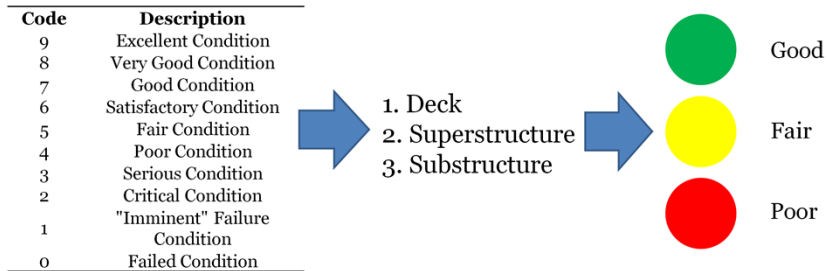 Code Description
9 Excellent Condition
8 Very Good Condition
7 Good Condition
6 Satisfactory Condition
5 Fair Condition
4 Poor Condition
3 Serious Condition
2 Critical Condition
1 "Imminent" Failure
Condition
0 Failed Condition
1. Deck
2. Superstructure
3. Substructure
Good
Fair
Poor